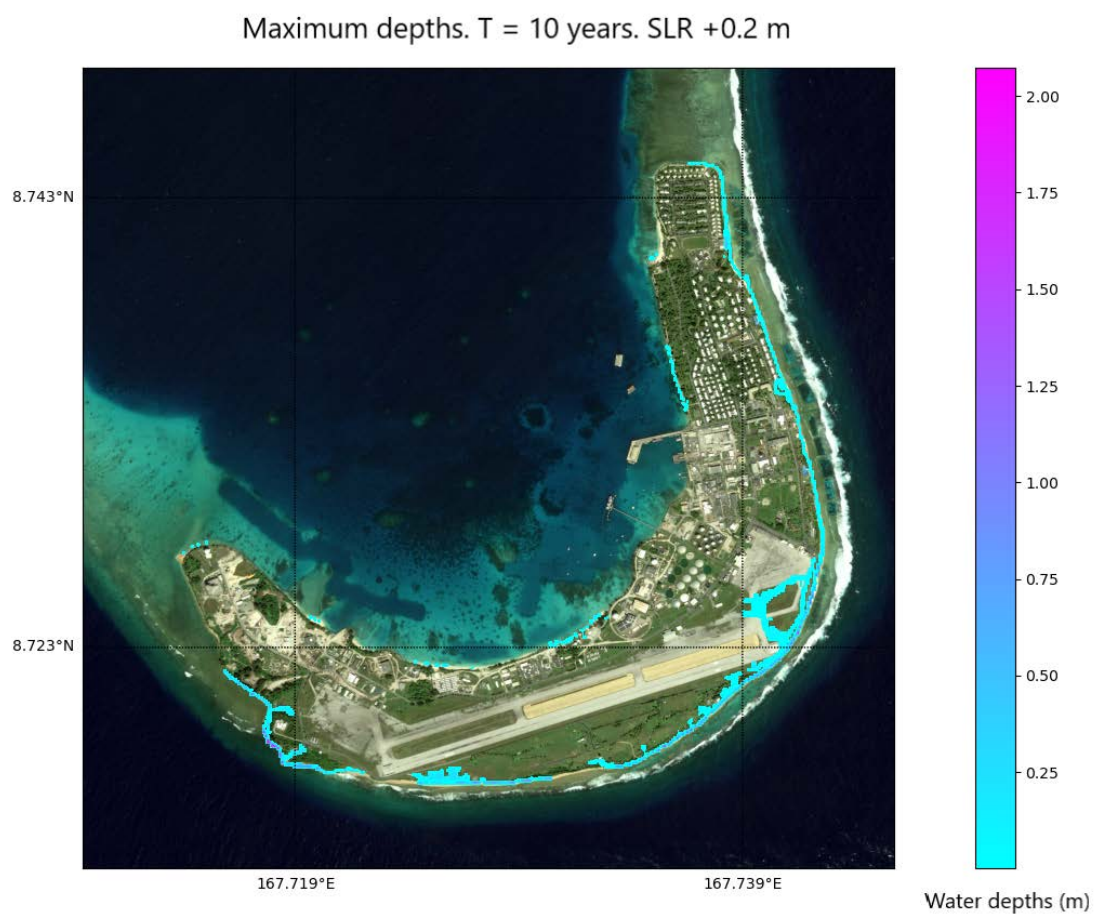 Maximum depths. T = 10 years. SLR +0.2 m
2.00
8.743°N
1.75
1.50
1.25
1.00
0.75
8.723°N
0.50
0.25
167.719°E
167.739°E
Water depths (m)